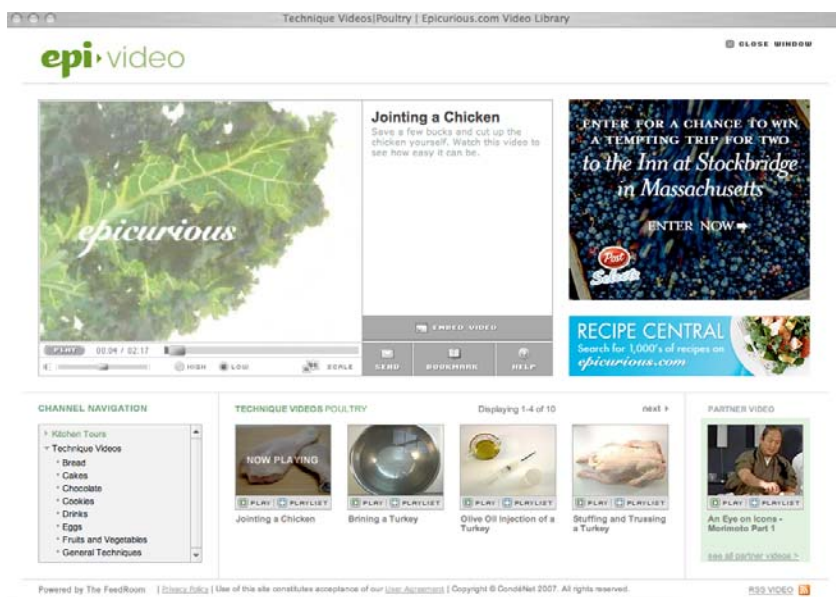 Technique Videos|Poultry | Epicurious.com Video Library
epi video
CLOSE WINDOW
epicurious
PLAY 00:04 / 02:17
HIGH LOW SCALE
Jointing a Chicken
Save a few bucks and cut up the
chicken yourself. Watch this video to
see how easy it can be.
EMBED VIDEO
SEND BOOKMARK HELP
ENTER FOR A CHANCE TO WIN
A TEMPTING TRIP FOR TWO
to the Inn at Stockbridge
in Massachusetts
ENTER NOW
Post
Selects
RECIPE CENTRAL
Search for 1,000's of recipes on
epicurious.com
CHANNEL NAVIGATION
Kitchen Tours
Technique Videos
Bread
Cakes
Chocolate
Cookies
Drinks
Eggs
Fruits and Vegetables
General Techniques
TECHNIQUE VIDEOS POULTRY Displaying 1-4 of 10 next
NOW PLAYING
PLAY PLAYLIST PLAY PLAYLIST PLAY PLAYLIST PLAY PLAYLIST
Jointing a Chicken
Brining a Turkey
Olive Oil Injection of a
Turkey
Stuffing and Trussing
a Turkey
PARTNER VIDEO
PLAY PLAYLIST
An Eye on Icons -
Morimoto Part 1
see all partner videos >
Powered by The FeedRoom | Privacy Policy | Use of this site constitutes acceptance of our User Agreement | Copyright © CondéNet 2007. All rights reserved. RSS VIDEO